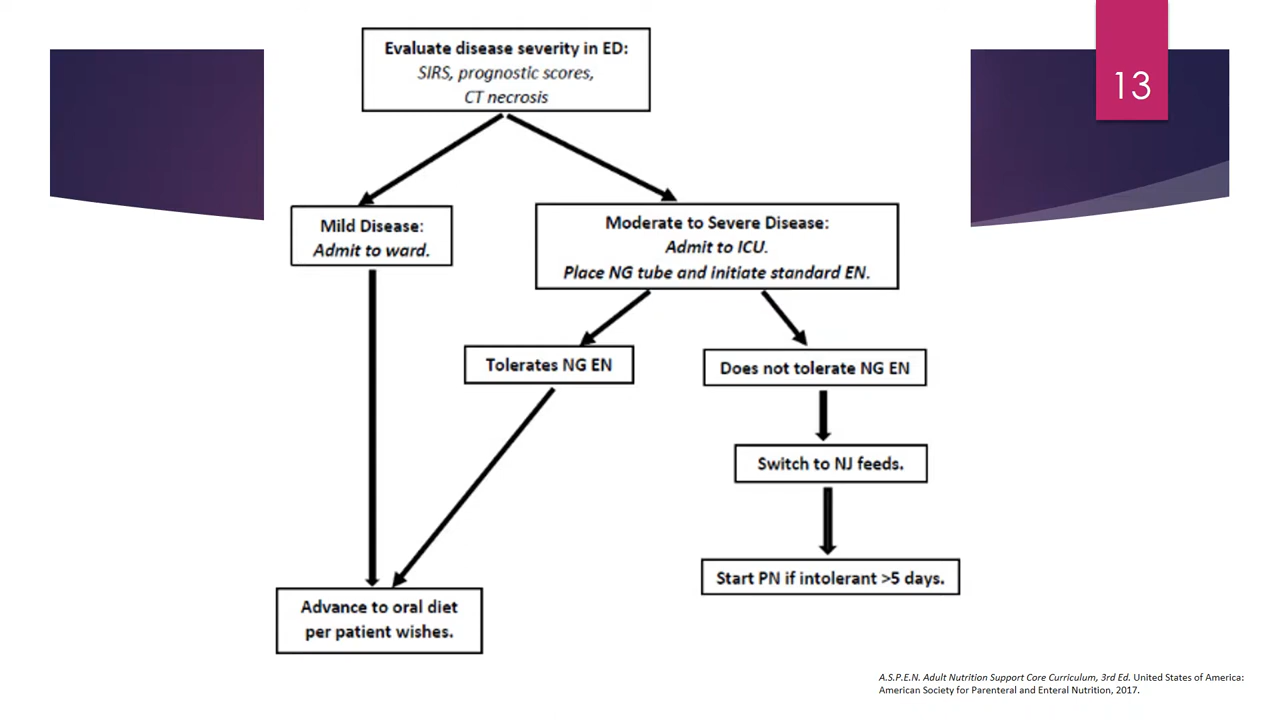 13
Evaluate disease severity in ED:
SIRS, prognostic scores,
CT necrosis
Mild Disease:
Admit to ward.
Moderate to Severe Disease:
Admit to ICU.
Place NG tube and initiate standard EN.
Tolerates NG EN
Does not tolerate NG EN
Switch to NJ feeds.
Start PN if intolerant >5 days.
Advance to oral diet
per patient wishes.
A.S.P.E.N. Adult Nutrition Support Core Curriculum, 3rd Ed. United States of America:
American Society for Parenteral and Enteral Nutrition, 2017.